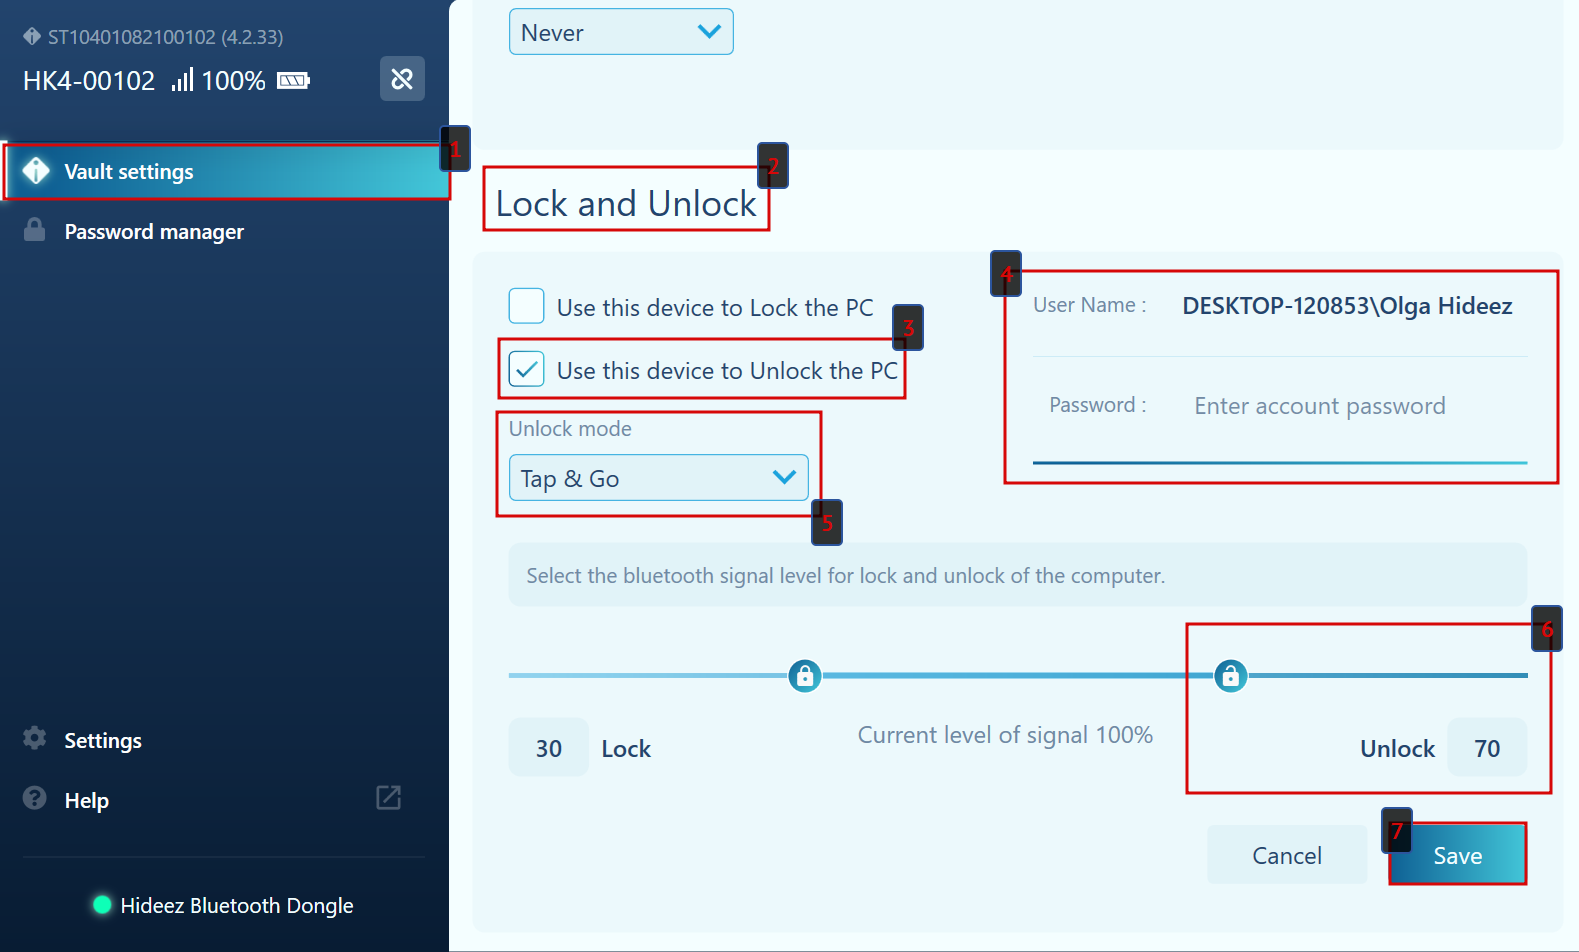 ST10401082100102 (4.2.33)
HK4-00102 100%
1
Vault settings
Password manager
Settings
Help
Hideez Bluetooth Dongle
Never
2
Lock and Unlock
Use this device to Lock the PC
3
Use this device to Unlock the PC
4
User Name : DESKTOP-120853\Olga Hideez
Password : Enter account password
Unlock mode
Tap & Go
5
Select the bluetooth signal level for lock and unlock of the computer.
6
30 Lock
Current level of signal 100%
Unlock 70
Cancel
7
Save